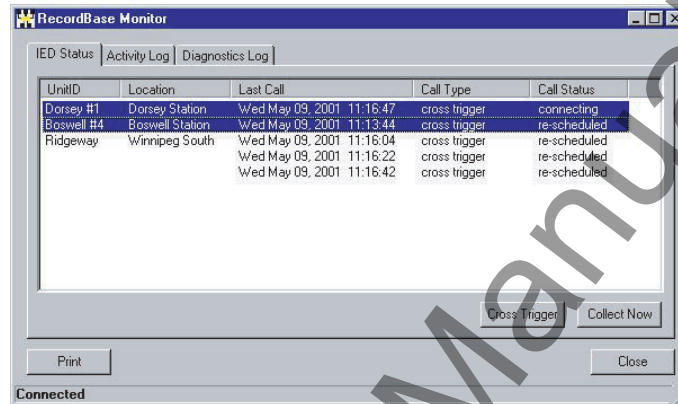 RecordBase Monitor
IED Status Activity Log Diagnostics Log
UnitID Location Last Call Call Type Call Status
Dorsey #1 Dorsey Station Wed May 09, 2001 11:16:47 cross trigger connecting
Boswell #4 Boswell Station Wed May 09, 2001 11:13:44 cross trigger re-scheduled
Ridgeway Winnipeg South Wed May 09, 2001 11:16:04 cross trigger re-scheduled
Wed May 09, 2001 11:16:22 cross trigger re-scheduled
Wed May 09, 2001 11:16:42 cross trigger re-scheduled
Cross Trigger Collect Now
Print Close
Connected